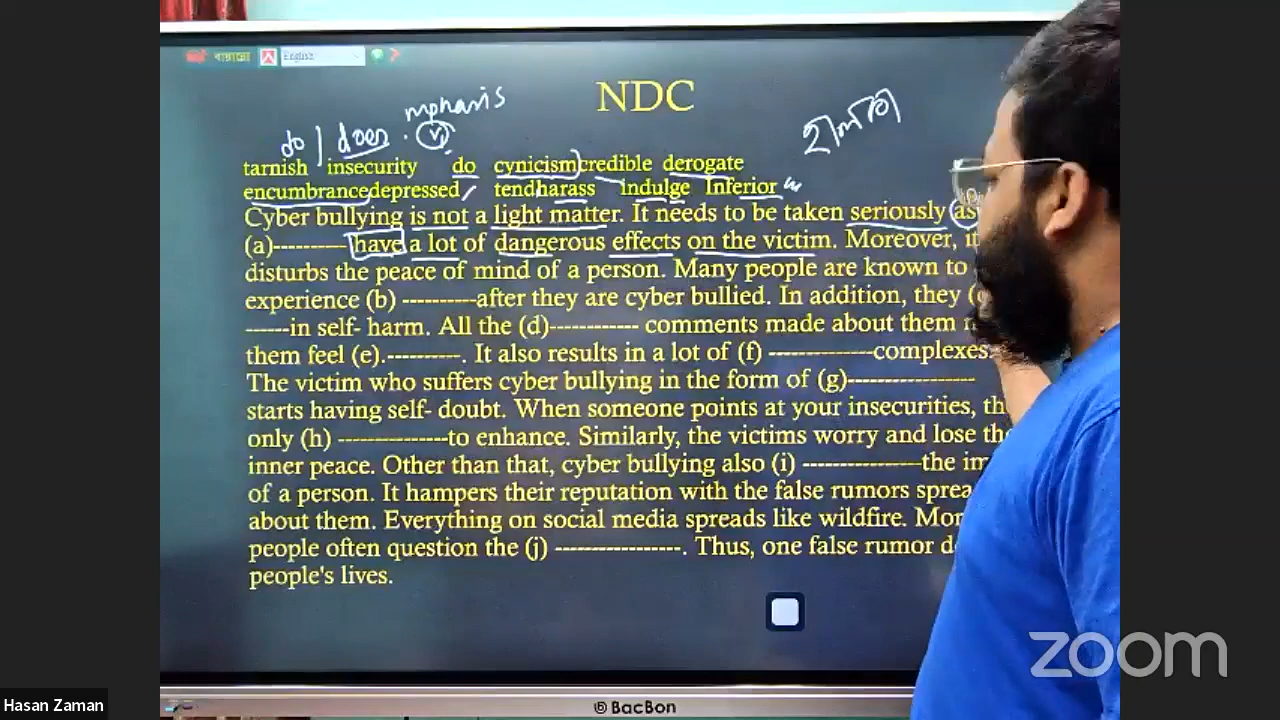 English
NDC
mpharis
do / does . (v)
হালকা
tarnish insecurity do cynicism credible derogate
encumbrance depressed tend harass indulge Inferior
Cyber bullying is not a light matter. It needs to be taken seriously as
(a)---------- have a lot of dangerous effects on the victim. Moreover, it
disturbs the peace of mind of a person. Many people are known to
experience (b) ----------after they are cyber bullied. In addition, they
------in self- harm. All the (d)------------ comments made about them
them feel (e).----------. It also results in a lot of (f) --------------complexes.
The victim who suffers cyber bullying in the form of (g)-----------------
starts having self- doubt. When someone points at your insecurities,
only (h) ---------------to enhance. Similarly, the victims worry and lose
inner peace. Other than that, cyber bullying also (i) ----------------the
of a person. It hampers their reputation with the false rumors
about them. Everything on social media spreads like wildfire.
people often question the (j) -----------------. Thus, one false rumor
people's lives.
BacBon
zoom
Hasan Zaman